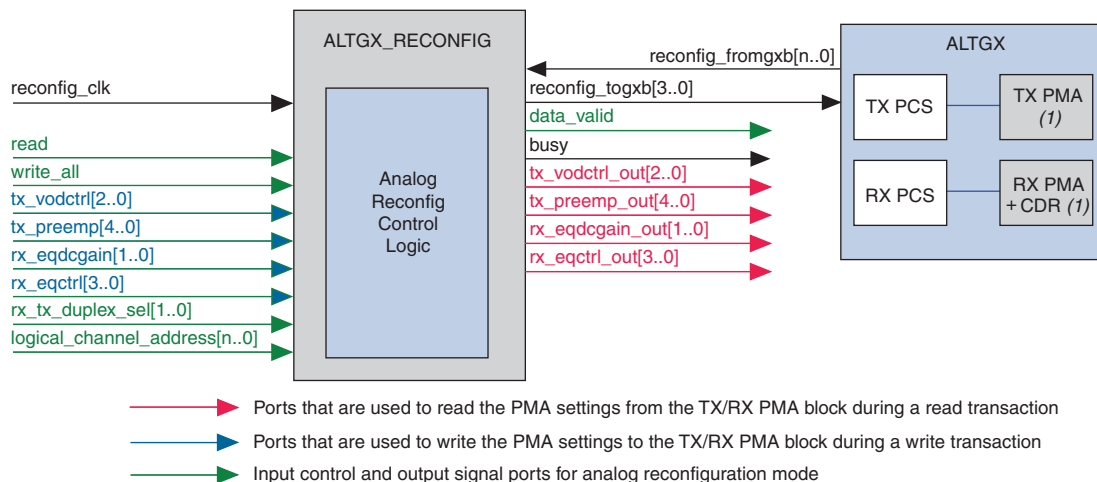 ALTGX_RECONFIG
ALTGX
reconfig_fromgxb[n..0]
reconfig_clk
reconfig_togxb[3..0]
data_valid
read
busy
write_all
tx_vodctrl_out[2..0]
tx_vodctrl[2..0]
tx_preemp_out[4..0]
tx_preemp[4..0]
rx_eqdcgain_out[1..0]
rx_eqdcgain[1..0]
rx_eqctrl_out[3..0]
rx_eqctrl[3..0]
rx_tx_duplex_sel[1..0]
logical_channel_address[n..0]
Analog
Reconfig
Control
Logic
TX PCS
TX PMA
(1)
RX PCS
RX PMA
+ CDR (1)
Ports that are used to read the PMA settings from the TX/RX PMA block during a read transaction
Ports that are used to write the PMA settings to the TX/RX PMA block during a write transaction
Input control and output signal ports for analog reconfiguration mode